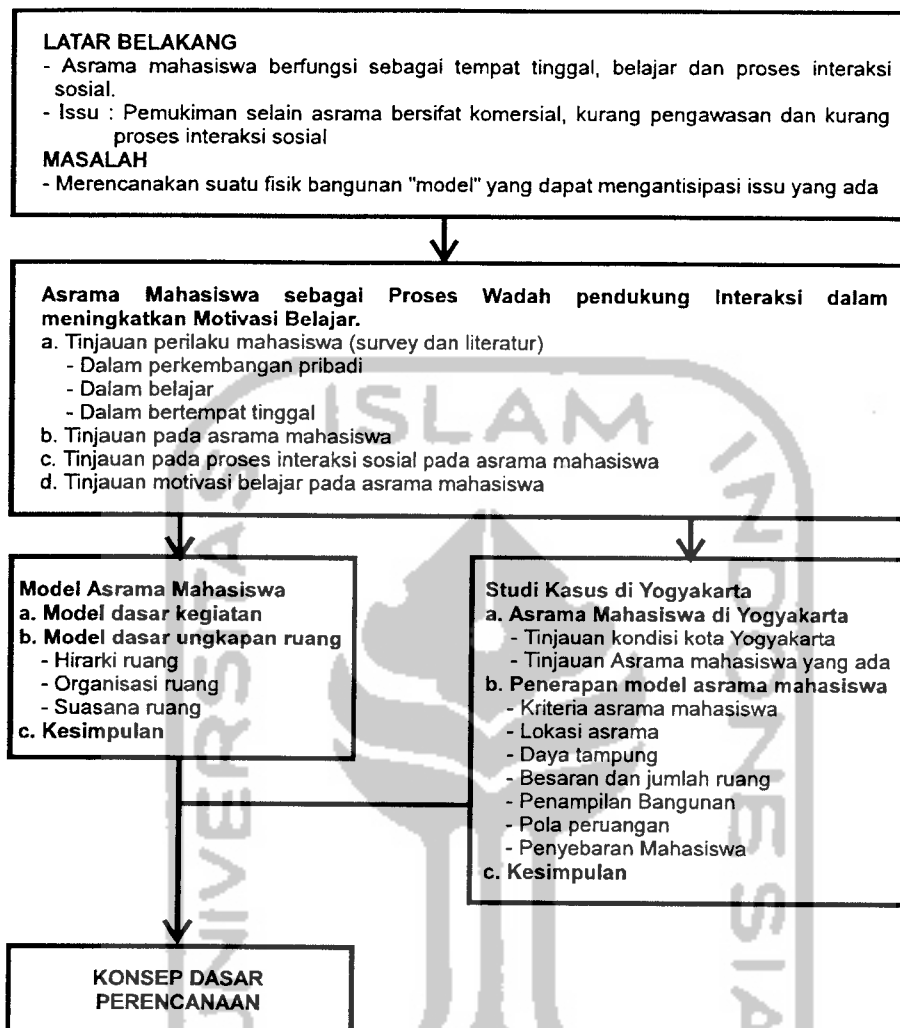 LATAR BELAKANG
- Asrama mahasiswa berfungsi sebagai tempat tinggal, belajar dan proses interaksi
sosial.
- Issu : Pemukiman selain asrama bersifat komersial, kurang pengawasan dan kurang
proses interaksi sosial
MASALAH
- Merencanakan suatu fisik bangunan "model" yang dapat mengantisipasi issu yang ada
Asrama Mahasiswa sebagai Proses Wadah pendukung Interaksi dalam
meningkatkan Motivasi Belajar.
a. Tinjauan perilaku mahasiswa (survey dan literatur)
- Dalam perkembangan pribadi
- Dalam belajar
- Dalam bertempat tinggal
b. Tinjauan pada asrama mahasiswa
c. Tinjauan pada proses interaksi sosial pada asrama mahasiswa
d. Tinjauan motivasi belajar pada asrama mahasiswa
Model Asrama Mahasiswa
a. Model dasar kegiatan
b. Model dasar ungkapan ruang
- Hirarki ruang
- Organisasi ruang
- Suasana ruang
c. Kesimpulan
Studi Kasus di Yogyakarta
a. Asrama Mahasiswa di Yogyakarta
- Tinjauan kondisi kota Yogyakarta
- Tinjauan Asrama mahasiswa yang ada
b. Penerapan model asrama mahasiswa
- Kriteria asrama mahasiswa
- Lokasi asrama
- Daya tampung
- Besaran dan jumlah ruang
- Penampilan Bangunan
- Pola peruangan
- Penyebaran Mahasiswa
c. Kesimpulan
KONSEP DASAR
PERENCANAAN
UNIVERSITAS
ISLAM
INDONESIA